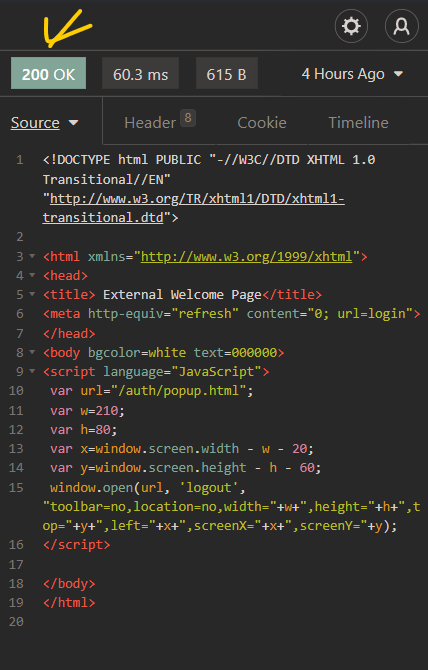 200 OK 60.3 ms 615 B 4 Hours Ago
Source Header 8 Cookie Timeline
1 <!DOCTYPE html PUBLIC "-//W3C//DTD XHTML 1.0
Transitional//EN"
"http://www.w3.org/TR/xhtml1/DTD/xhtml1-
transitional.dtd">
2
3 <html xmlns="http://www.w3.org/1999/xhtml">
4 <head>
5 <title> External Welcome Page</title>
6 <meta http-equiv="refresh" content="0; url=login">
7 </head>
8 <body bgcolor=white text=000000>
9 <script language="JavaScript">
10 var url="/auth/popup.html";
11 var w=210;
12 var h=80;
13 var x=window.screen.width - w - 20;
14 var y=window.screen.height - h - 60;
15 window.open(url, 'logout',
"toolbar=no,location=no,width="+w+",height="+h+",t
op="+y+",left="+x+",screenX="+x+",screenY="+y);
16 </script>
17
18 </body>
19 </html>
20